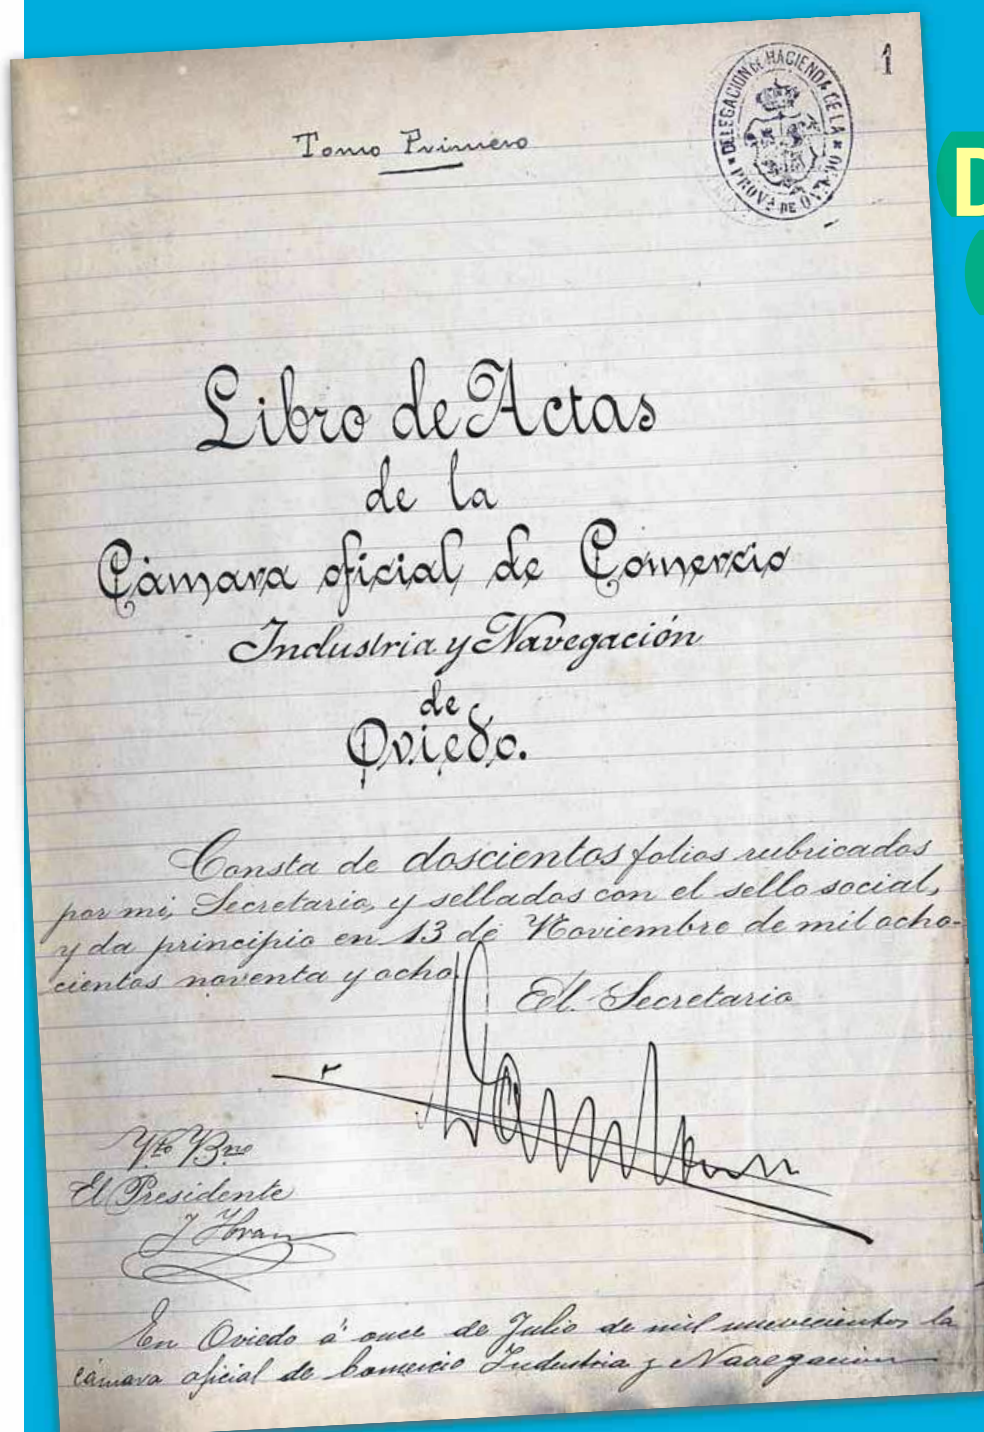 1
DELEGACION DE HACIENDA DE LA
PROVA DE OVIEDO
Tomo Primero
Libro de Actas
de la
Cámara oficial de Comercio
Industria y Navegación
de
Oviedo.
Consta de doscientos folios rubricados
por mi, Secretario, y sellados con el sello social,
y da principio en 13 de Noviembre de mil ocho-
cientos noventa y ocho.
El Secretario
Vto Bno
El Presidente
En Oviedo á once de Julio de mil novecientos la
cámara oficial de Comercio Industria y Navegacion
D